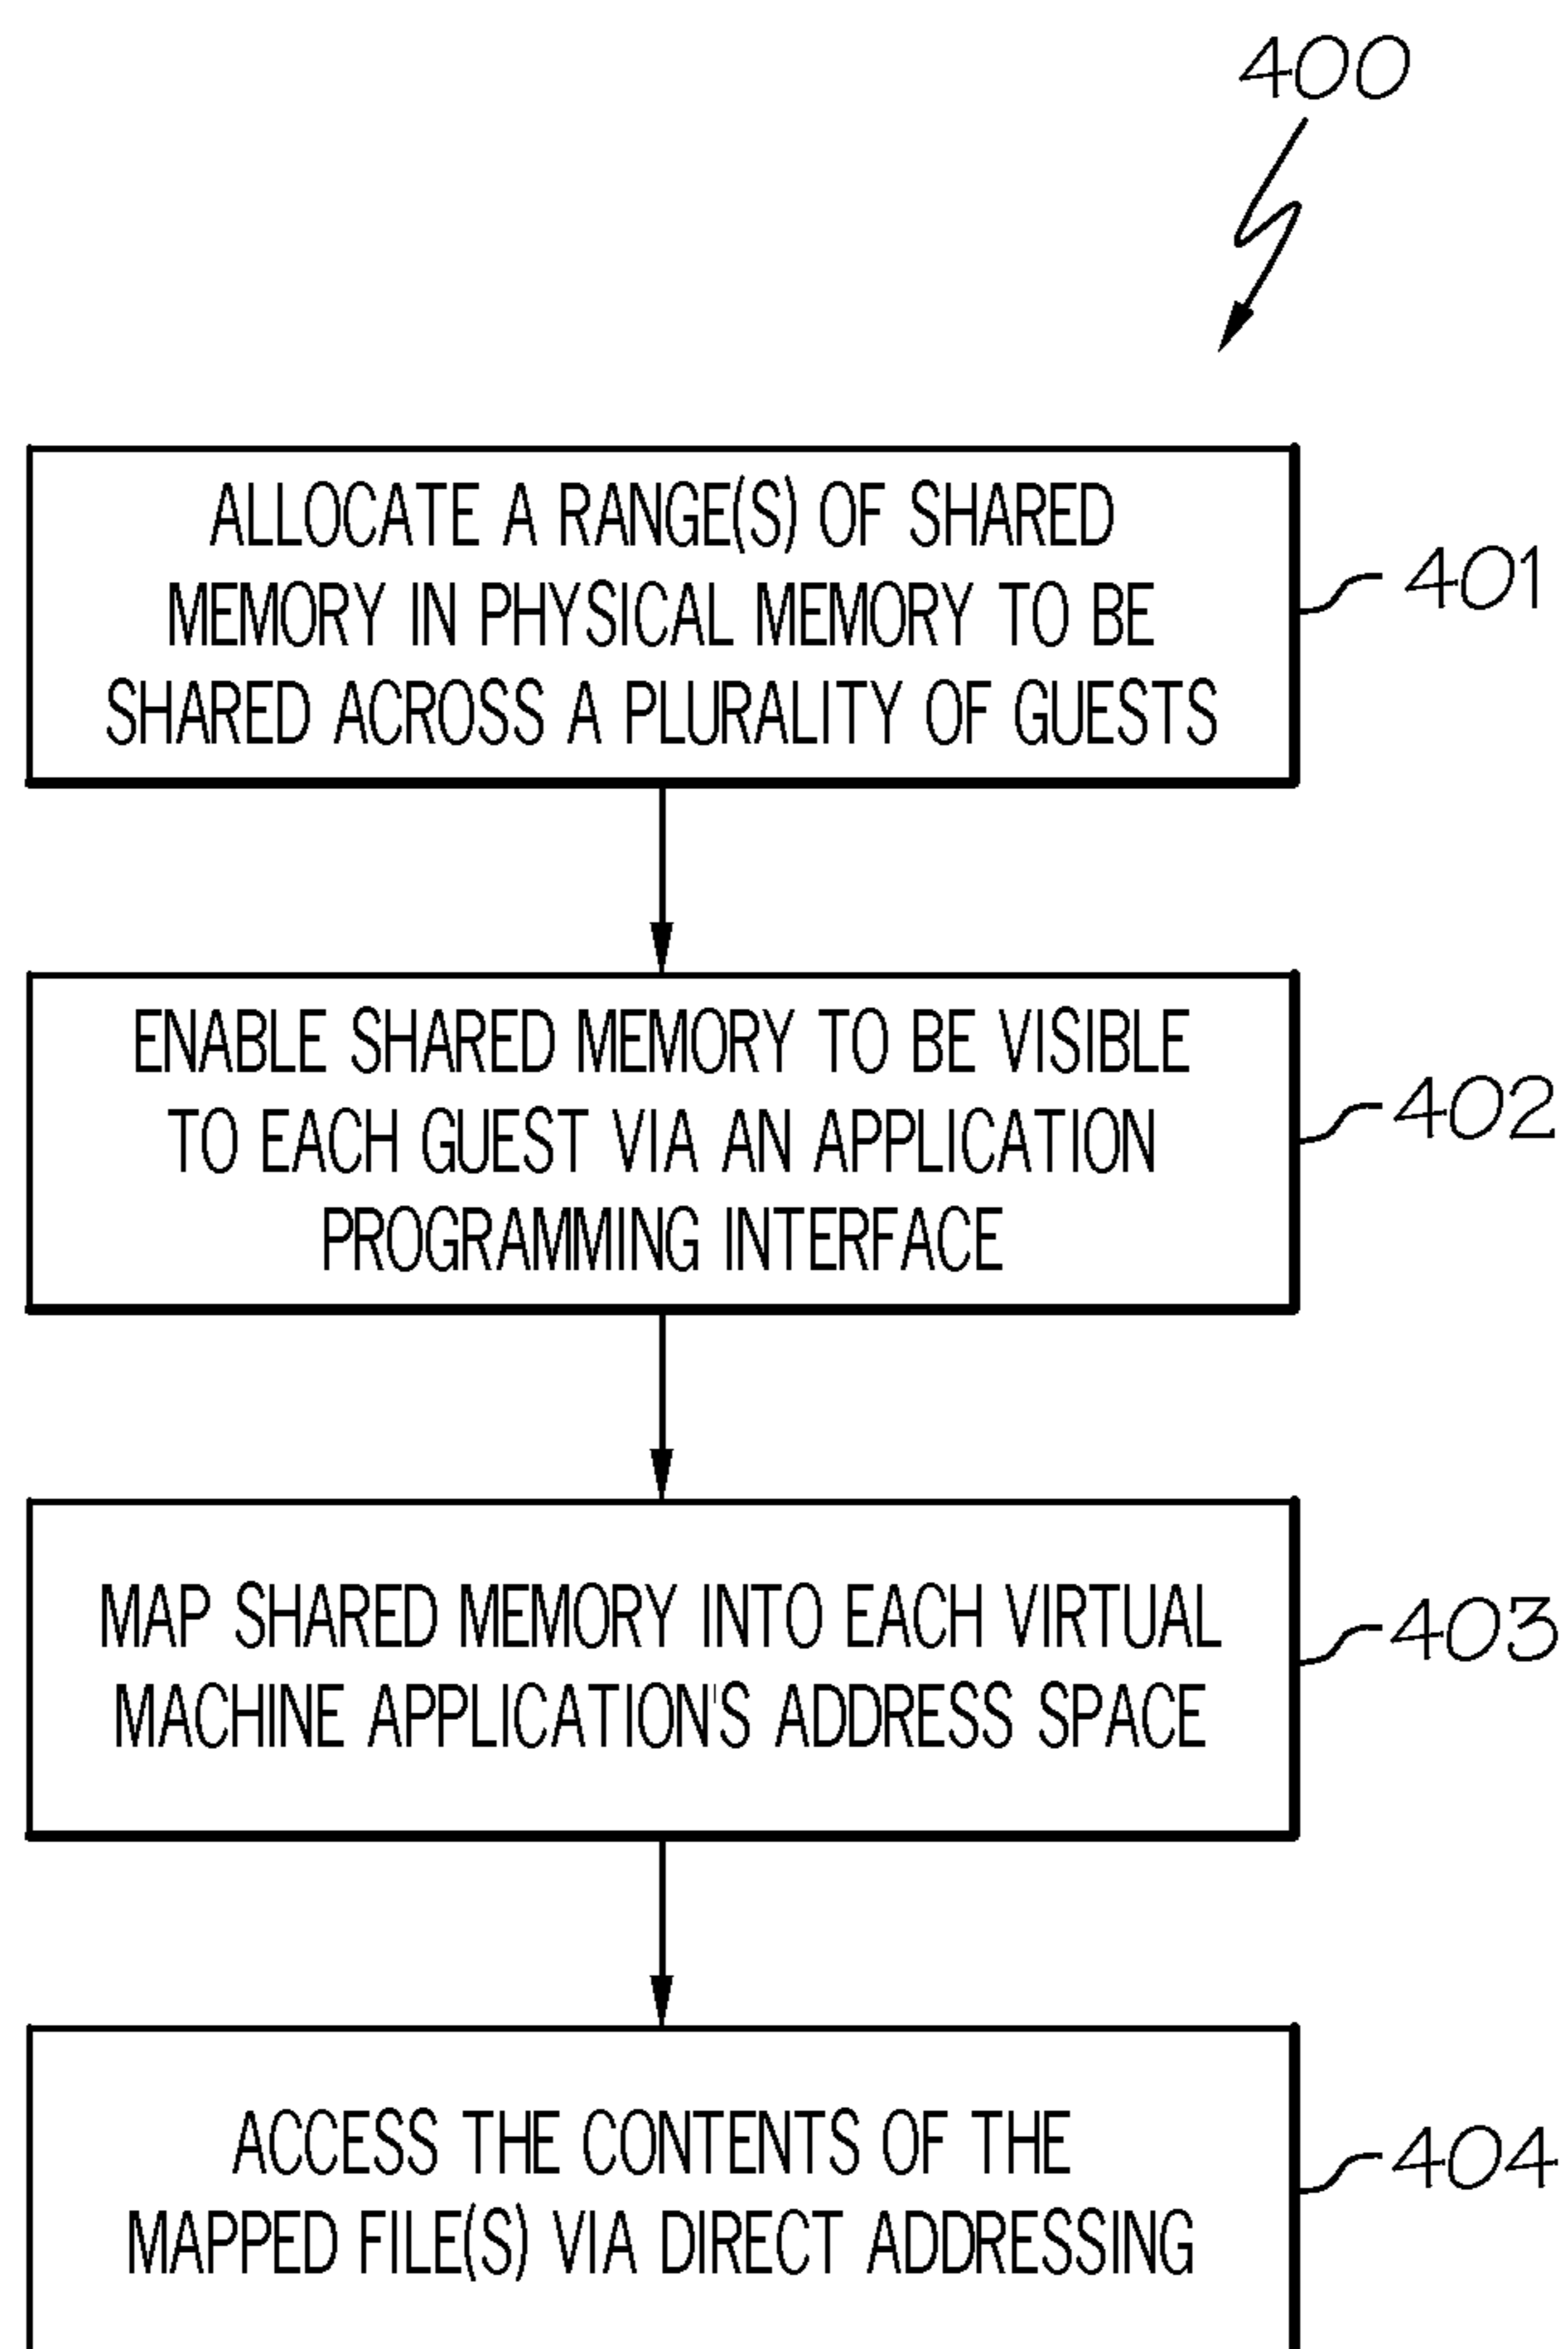 400
ALLOCATE A RANGE(S) OF SHARED
MEMORY IN PHYSICAL MEMORY TO BE
SHARED ACROSS A PLURALITY OF GUESTS
401
ENABLE SHARED MEMORY TO BE VISIBLE
TO EACH GUEST VIA AN APPLICATION
PROGRAMMING INTERFACE
402
MAP SHARED MEMORY INTO EACH VIRTUAL
MACHINE APPLICATION'S ADDRESS SPACE
403
ACCESS THE CONTENTS OF THE
MAPPED FILE(S) VIA DIRECT ADDRESSING
404